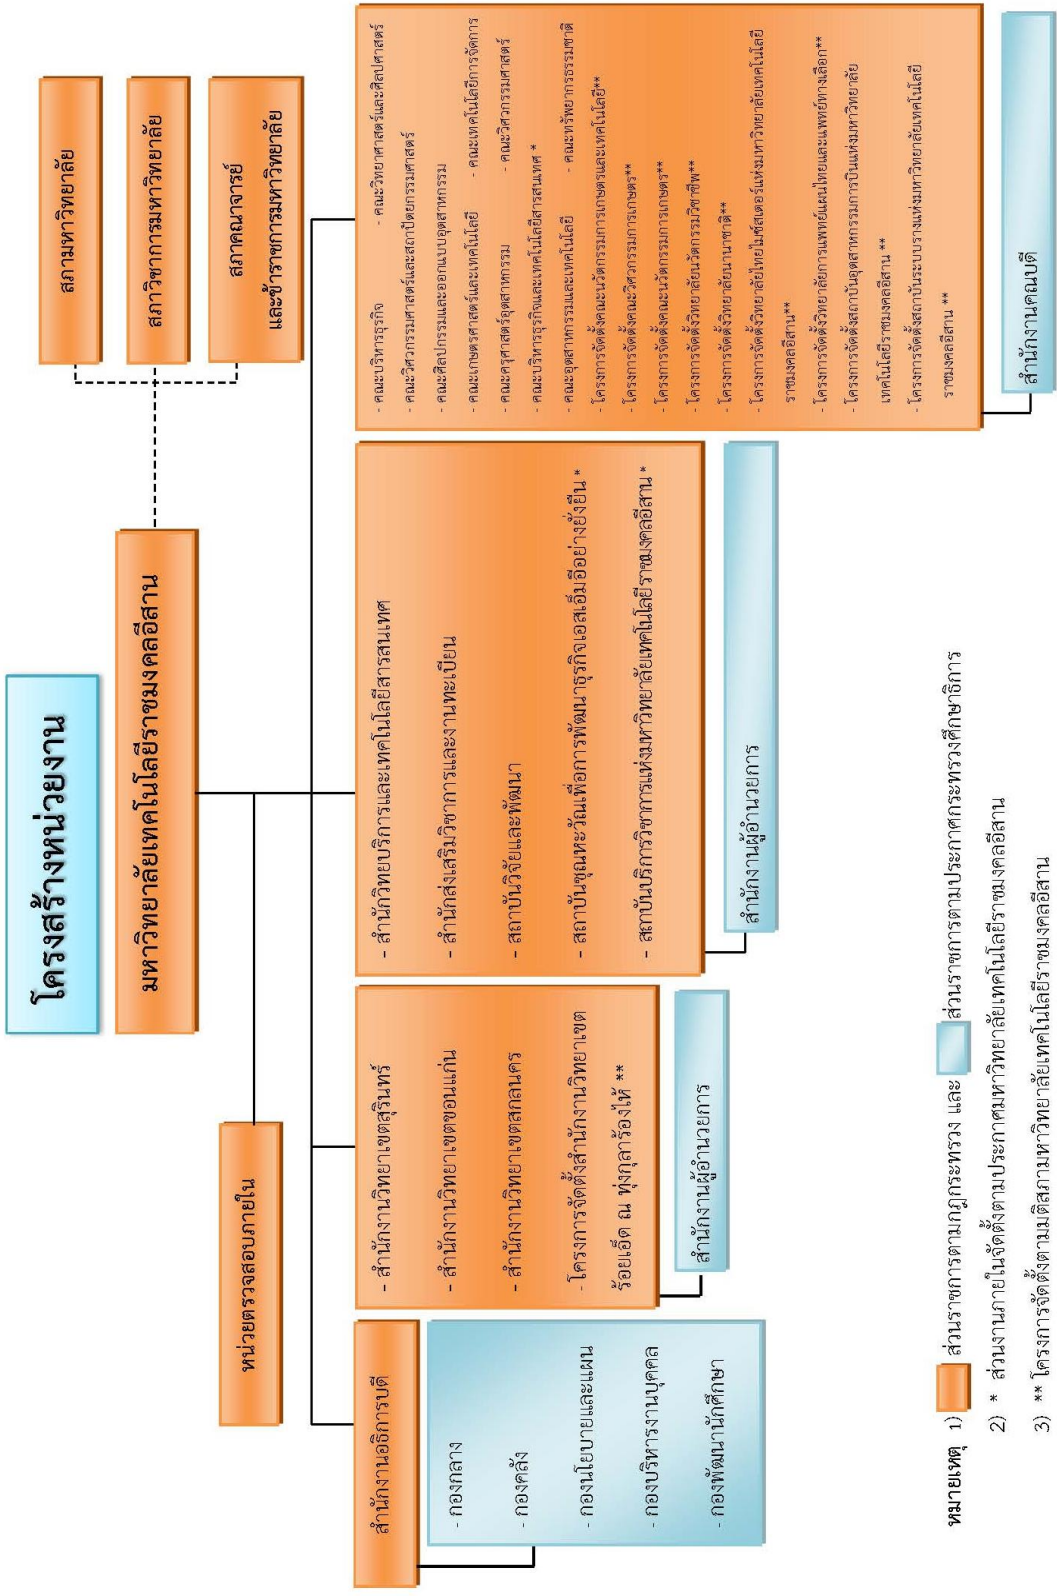 โครงสร้างหน่วยงาน
มหาวิทยาลัยเทคโนโลยีราชมงคลอีสาน
สภามหาวิทยาลัย
สภาวิชาการมหาวิทยาลัย
สภาคณาจารย์
และข้าราชการมหาวิทยาลัย
หน่วยตรวจสอบภายใน
สำนักงานอธิการบดี
- กองกลาง
- กองคลัง
- กองนโยบายและแผน
- กองบริหารงานบุคคล
- กองพัฒนานักศึกษา
- สำนักงานวิทยาเขตสุรินทร์
- สำนักงานวิทยาเขตขอนแก่น
- สำนักงานวิทยาเขตสกลนคร
- โครงการจัดตั้งสำนักงานวิทยาเขต
ร้อยเอ็ด ณ ทุ่งกุลาร้องไห้ **
สำนักงานผู้อำนวยการ
- สำนักวิทยบริการและเทคโนโลยีสารสนเทศ
- สำนักส่งเสริมวิชาการและงานทะเบียน
- สถาบันวิจัยและพัฒนา
- สถาบันชุณหะวัณเพื่อการพัฒนาธุรกิจเอสเอ็มอีอย่างยั่งยืน *
- สถาบันบริการวิชาการแห่งมหาวิทยาลัยเทคโนโลยีราชมงคลอีสาน *
สำนักงานผู้อำนวยการ
- คณะบริหารธุรกิจ - คณะวิทยาศาสตร์และศิลปศาสตร์
- คณะวิศวกรรมศาสตร์และสถาปัตยกรรมศาสตร์
- คณะศิลปกรรมและออกแบบอุตสาหกรรม
- คณะเกษตรศาสตร์และเทคโนโลยี - คณะเทคโนโลยีการจัดการ
- คณะครุศาสตร์อุตสาหกรรม - คณะวิศวกรรมศาสตร์
- คณะบริหารธุรกิจและเทคโนโลยีสารสนเทศ *
- คณะอุตสาหกรรมและเทคโนโลยี - คณะทรัพยากรธรรมชาติ
- โครงการจัดตั้งคณะนวัตกรรมการเกษตรและเทคโนโลยี**
- โครงการจัดตั้งคณะวิศวกรรมการเกษตร**
- โครงการจัดตั้งคณะนวัตกรรมการเกษตร**
- โครงการจัดตั้งวิทยาลัยนวัตกรรมวิชาชีพ**
- โครงการจัดตั้งวิทยาลัยนานาชาติ**
- โครงการจัดตั้งวิทยาลัยไทยไมซ์สเตอร์แห่งมหาวิทยาลัยเทคโนโลยี
ราชมงคลอีสาน**
- โครงการจัดตั้งวิทยาลัยการแพทย์แผนไทยและแพทย์ทางเลือก**
- โครงการจัดตั้งสถาบันอุตสาหกรรมการบินแห่งมหาวิทยาลัย
เทคโนโลยีราชมงคลอีสาน **
- โครงการจัดตั้งสถาบันระบบรางแห่งมหาวิทยาลัยเทคโนโลยี
ราชมงคลอีสาน **
สำนักงานคณบดี
หมายเหตุ 1) ส่วนราชการตามกฎกระทรวง และ ส่วนราชการตามประกาศกระทรวงศึกษาธิการ
2) * ส่วนงานภายในจัดตั้งตามประกาศมหาวิทยาลัยเทคโนโลยีราชมงคลอีสาน
3) ** โครงการจัดตั้งตามมติสภามหาวิทยาลัยเทคโนโลยีราชมงคลอีสาน